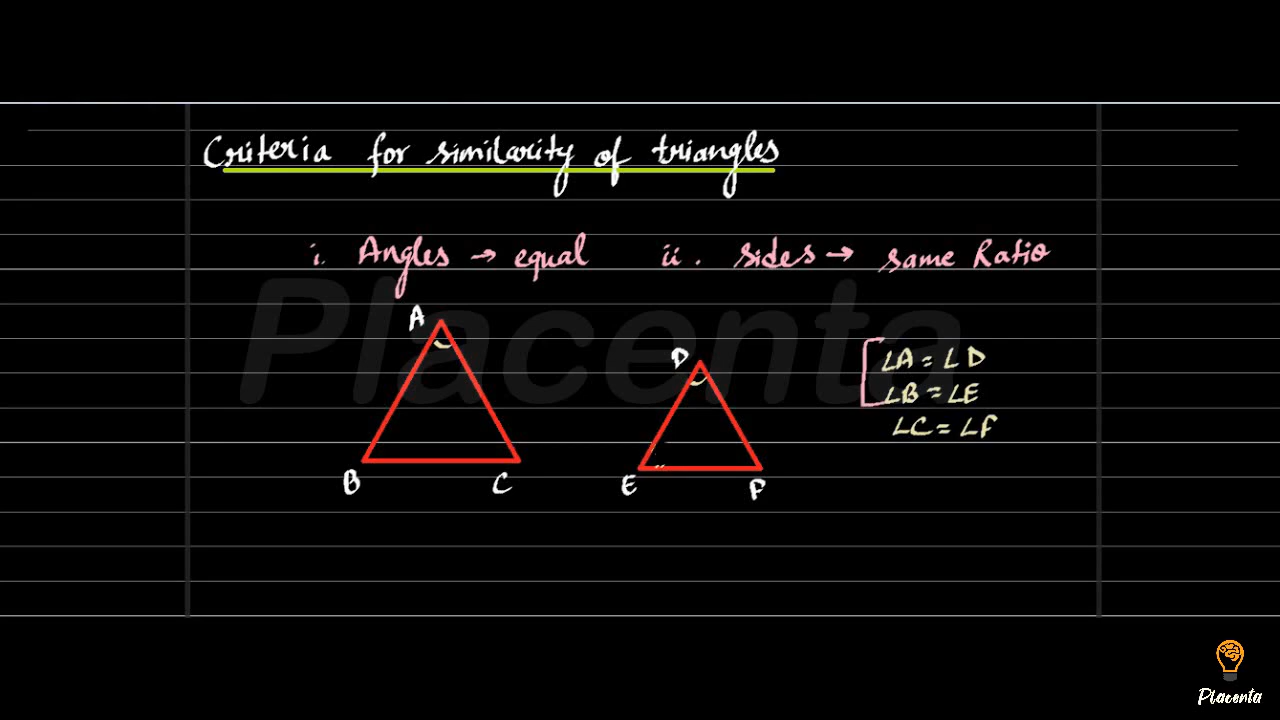 Criteria for similarity of triangles
i. Angles → equal ii. sides → same Ratio
A
D
∠A = ∠D
∠B = ∠E
∠C = ∠F
B C E F
Placenta
Placenta